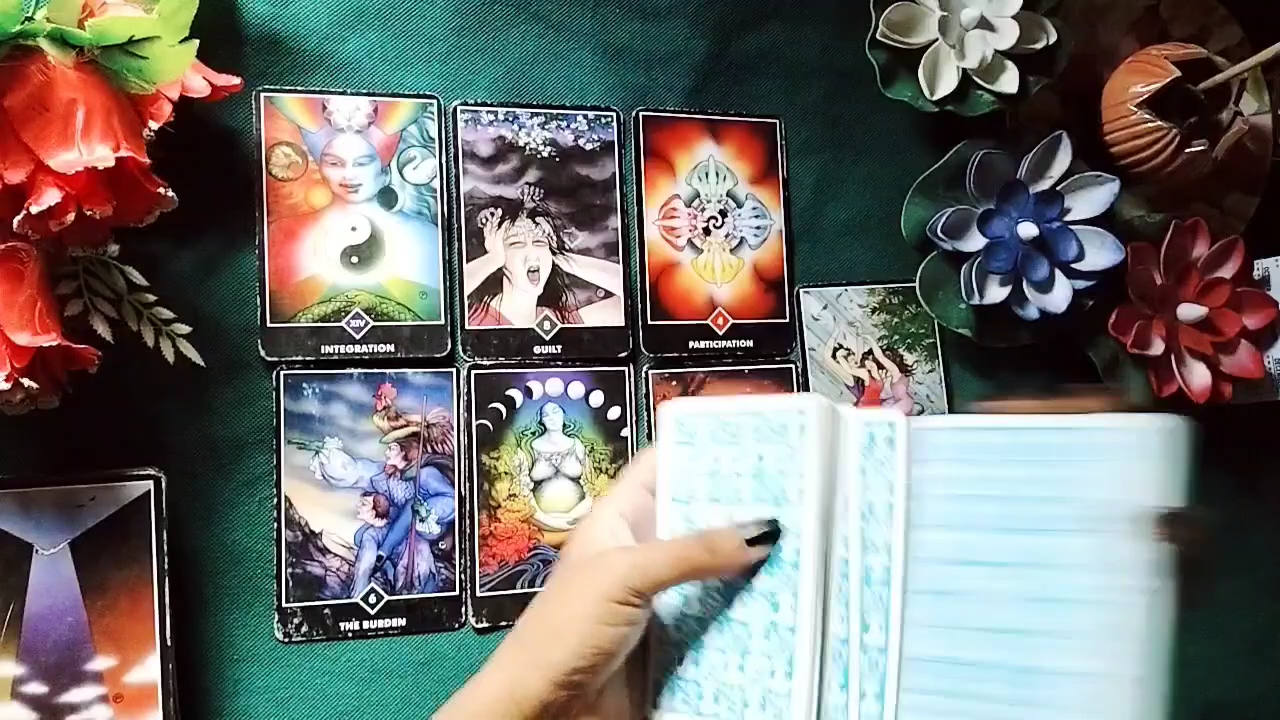 XIV
INTEGRATION
8
GUILT
4
PARTICIPATION
6
THE BURDEN